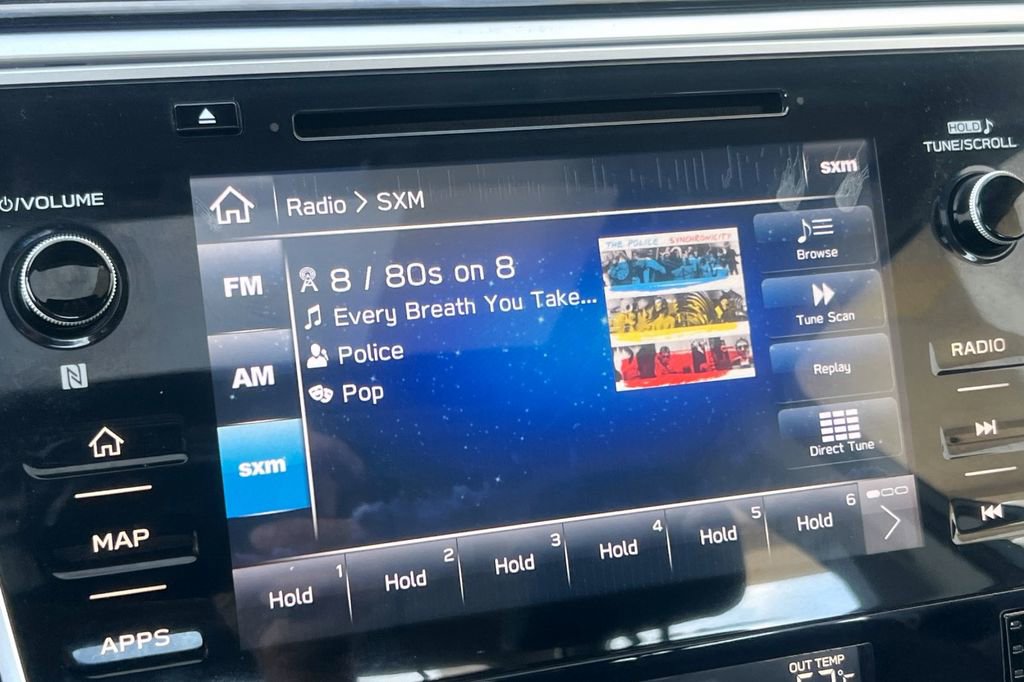 HOLD
TUNE/SCROLL
/VOLUME
Radio > SXM
sxm
FM
AM
sxm
8 / 80s on 8
Every Breath You Take...
Police
Pop
THE POLICE SYNCHRONICITY
Browse
Tune Scan
Replay
Direct Tune
RADIO
MAP
APPS
Hold 1
Hold 2
Hold 3
Hold 4
Hold 5
Hold 6
OUT TEMP